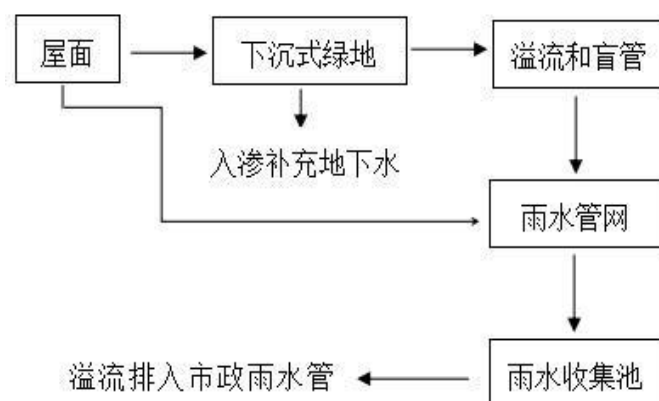 屋面
下沉式绿地
溢流和盲管
入渗补充地下水
雨水管网
溢流排入市政雨水管
雨水收集池